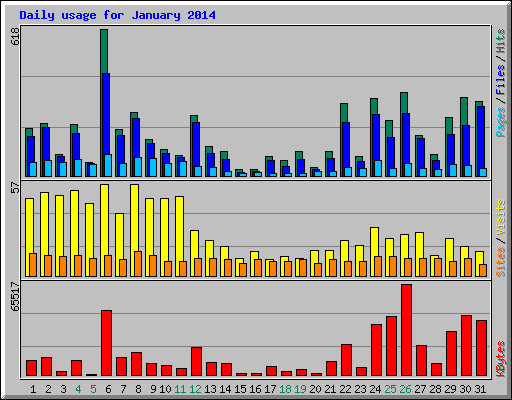 Daily usage for January 2014
618
Pages / Files / Hits
57
Sites / Visits
65517
KBytes
1 2 3 4 5 6 7 8 9 10 11 12 13 14 15 16 17 18 19 20 21 22 23 24 25 26 27 28 29 30 31